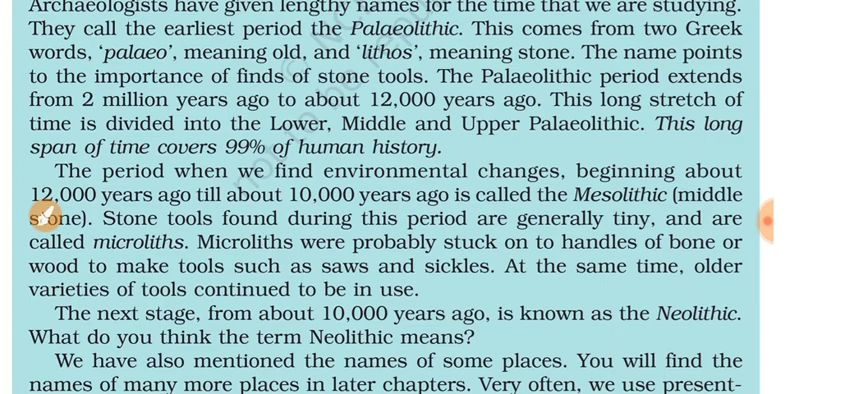 Archaeologists have given lengthy names for the time that we are studying.
They call the earliest period the Palaeolithic. This comes from two Greek
words, ‘palaeo’, meaning old, and ‘lithos’, meaning stone. The name points
to the importance of finds of stone tools. The Palaeolithic period extends
from 2 million years ago to about 12,000 years ago. This long stretch of
time is divided into the Lower, Middle and Upper Palaeolithic. This long
span of time covers 99% of human history.
The period when we find environmental changes, beginning about
12,000 years ago till about 10,000 years ago is called the Mesolithic (middle
stone). Stone tools found during this period are generally tiny, and are
called microliths. Microliths were probably stuck on to handles of bone or
wood to make tools such as saws and sickles. At the same time, older
varieties of tools continued to be in use.
The next stage, from about 10,000 years ago, is known as the Neolithic.
What do you think the term Neolithic means?
We have also mentioned the names of some places. You will find the
names of many more places in later chapters. Very often, we use present-